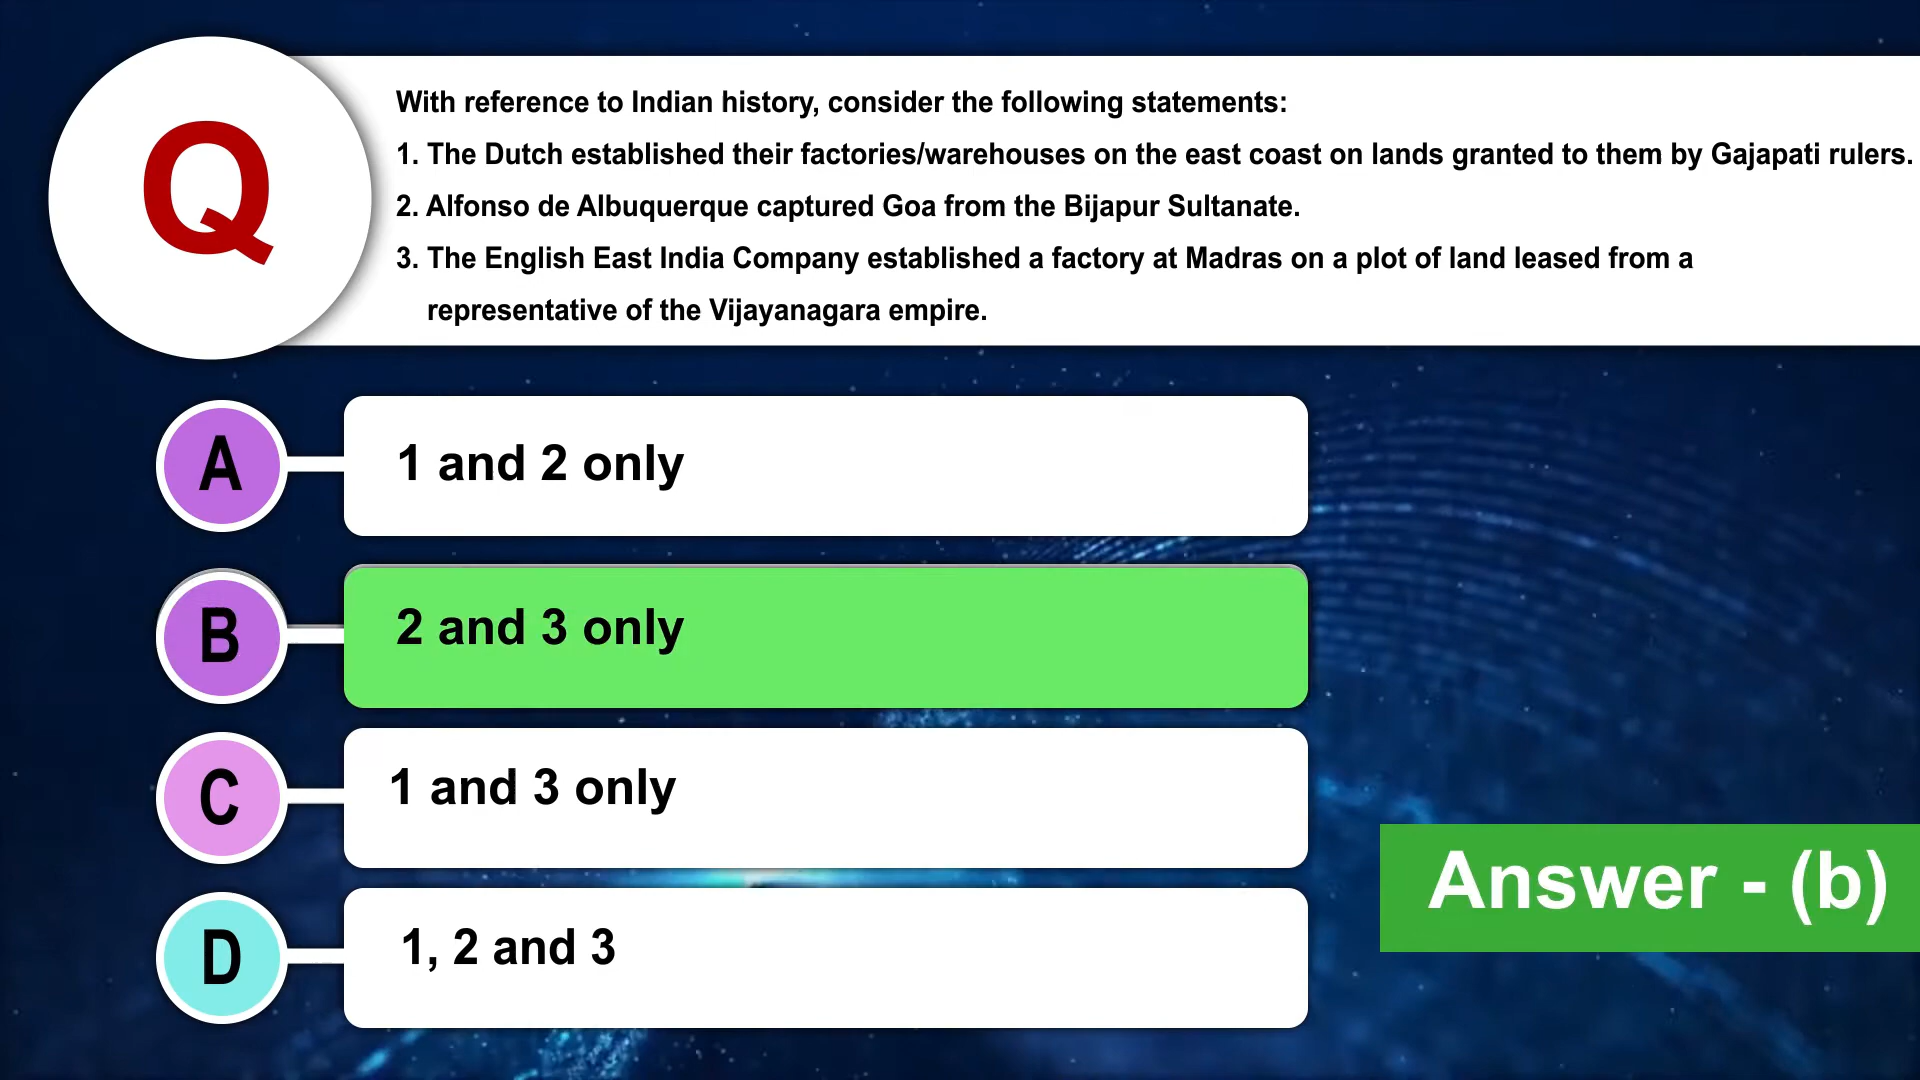 Q
With reference to Indian history, consider the following statements:
1. The Dutch established their factories/warehouses on the east coast on lands granted to them by Gajapati rulers.
2. Alfonso de Albuquerque captured Goa from the Bijapur Sultanate.
3. The English East India Company established a factory at Madras on a plot of land leased from a
representative of the Vijayanagara empire.
A
1 and 2 only
B
2 and 3 only
C
1 and 3 only
D
1, 2 and 3
Answer - (b)